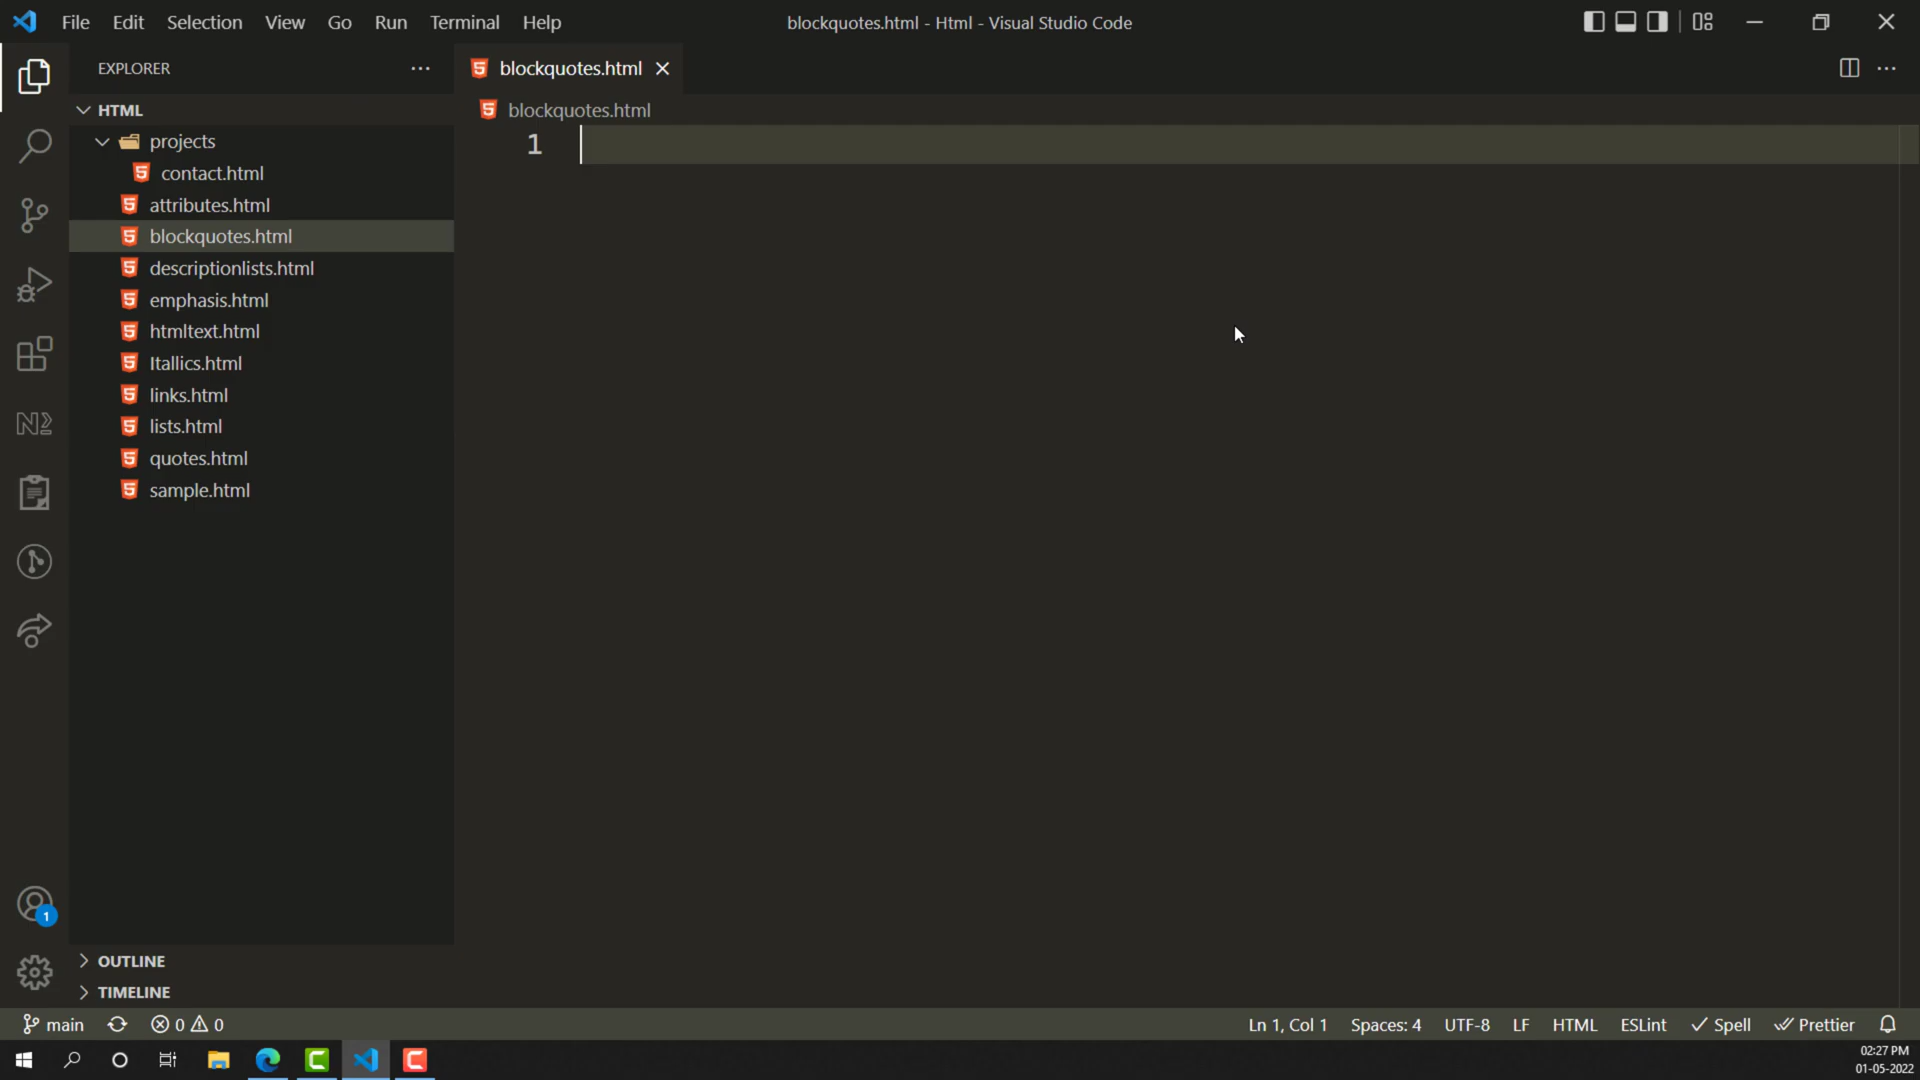 File Edit Selection View Go Run Terminal Help
blockquotes.html - Html - Visual Studio Code
EXPLORER
blockquotes.html
HTML
projects
contact.html
attributes.html
blockquotes.html
descriptionlists.html
emphasis.html
htmltext.html
Itallics.html
links.html
lists.html
quotes.html
sample.html
OUTLINE
TIMELINE
blockquotes.html
1
1
main 0 0
Ln 1, Col 1 Spaces: 4 UTF-8 LF HTML ESLint Spell Prettier
02:27 PM
01-05-2022